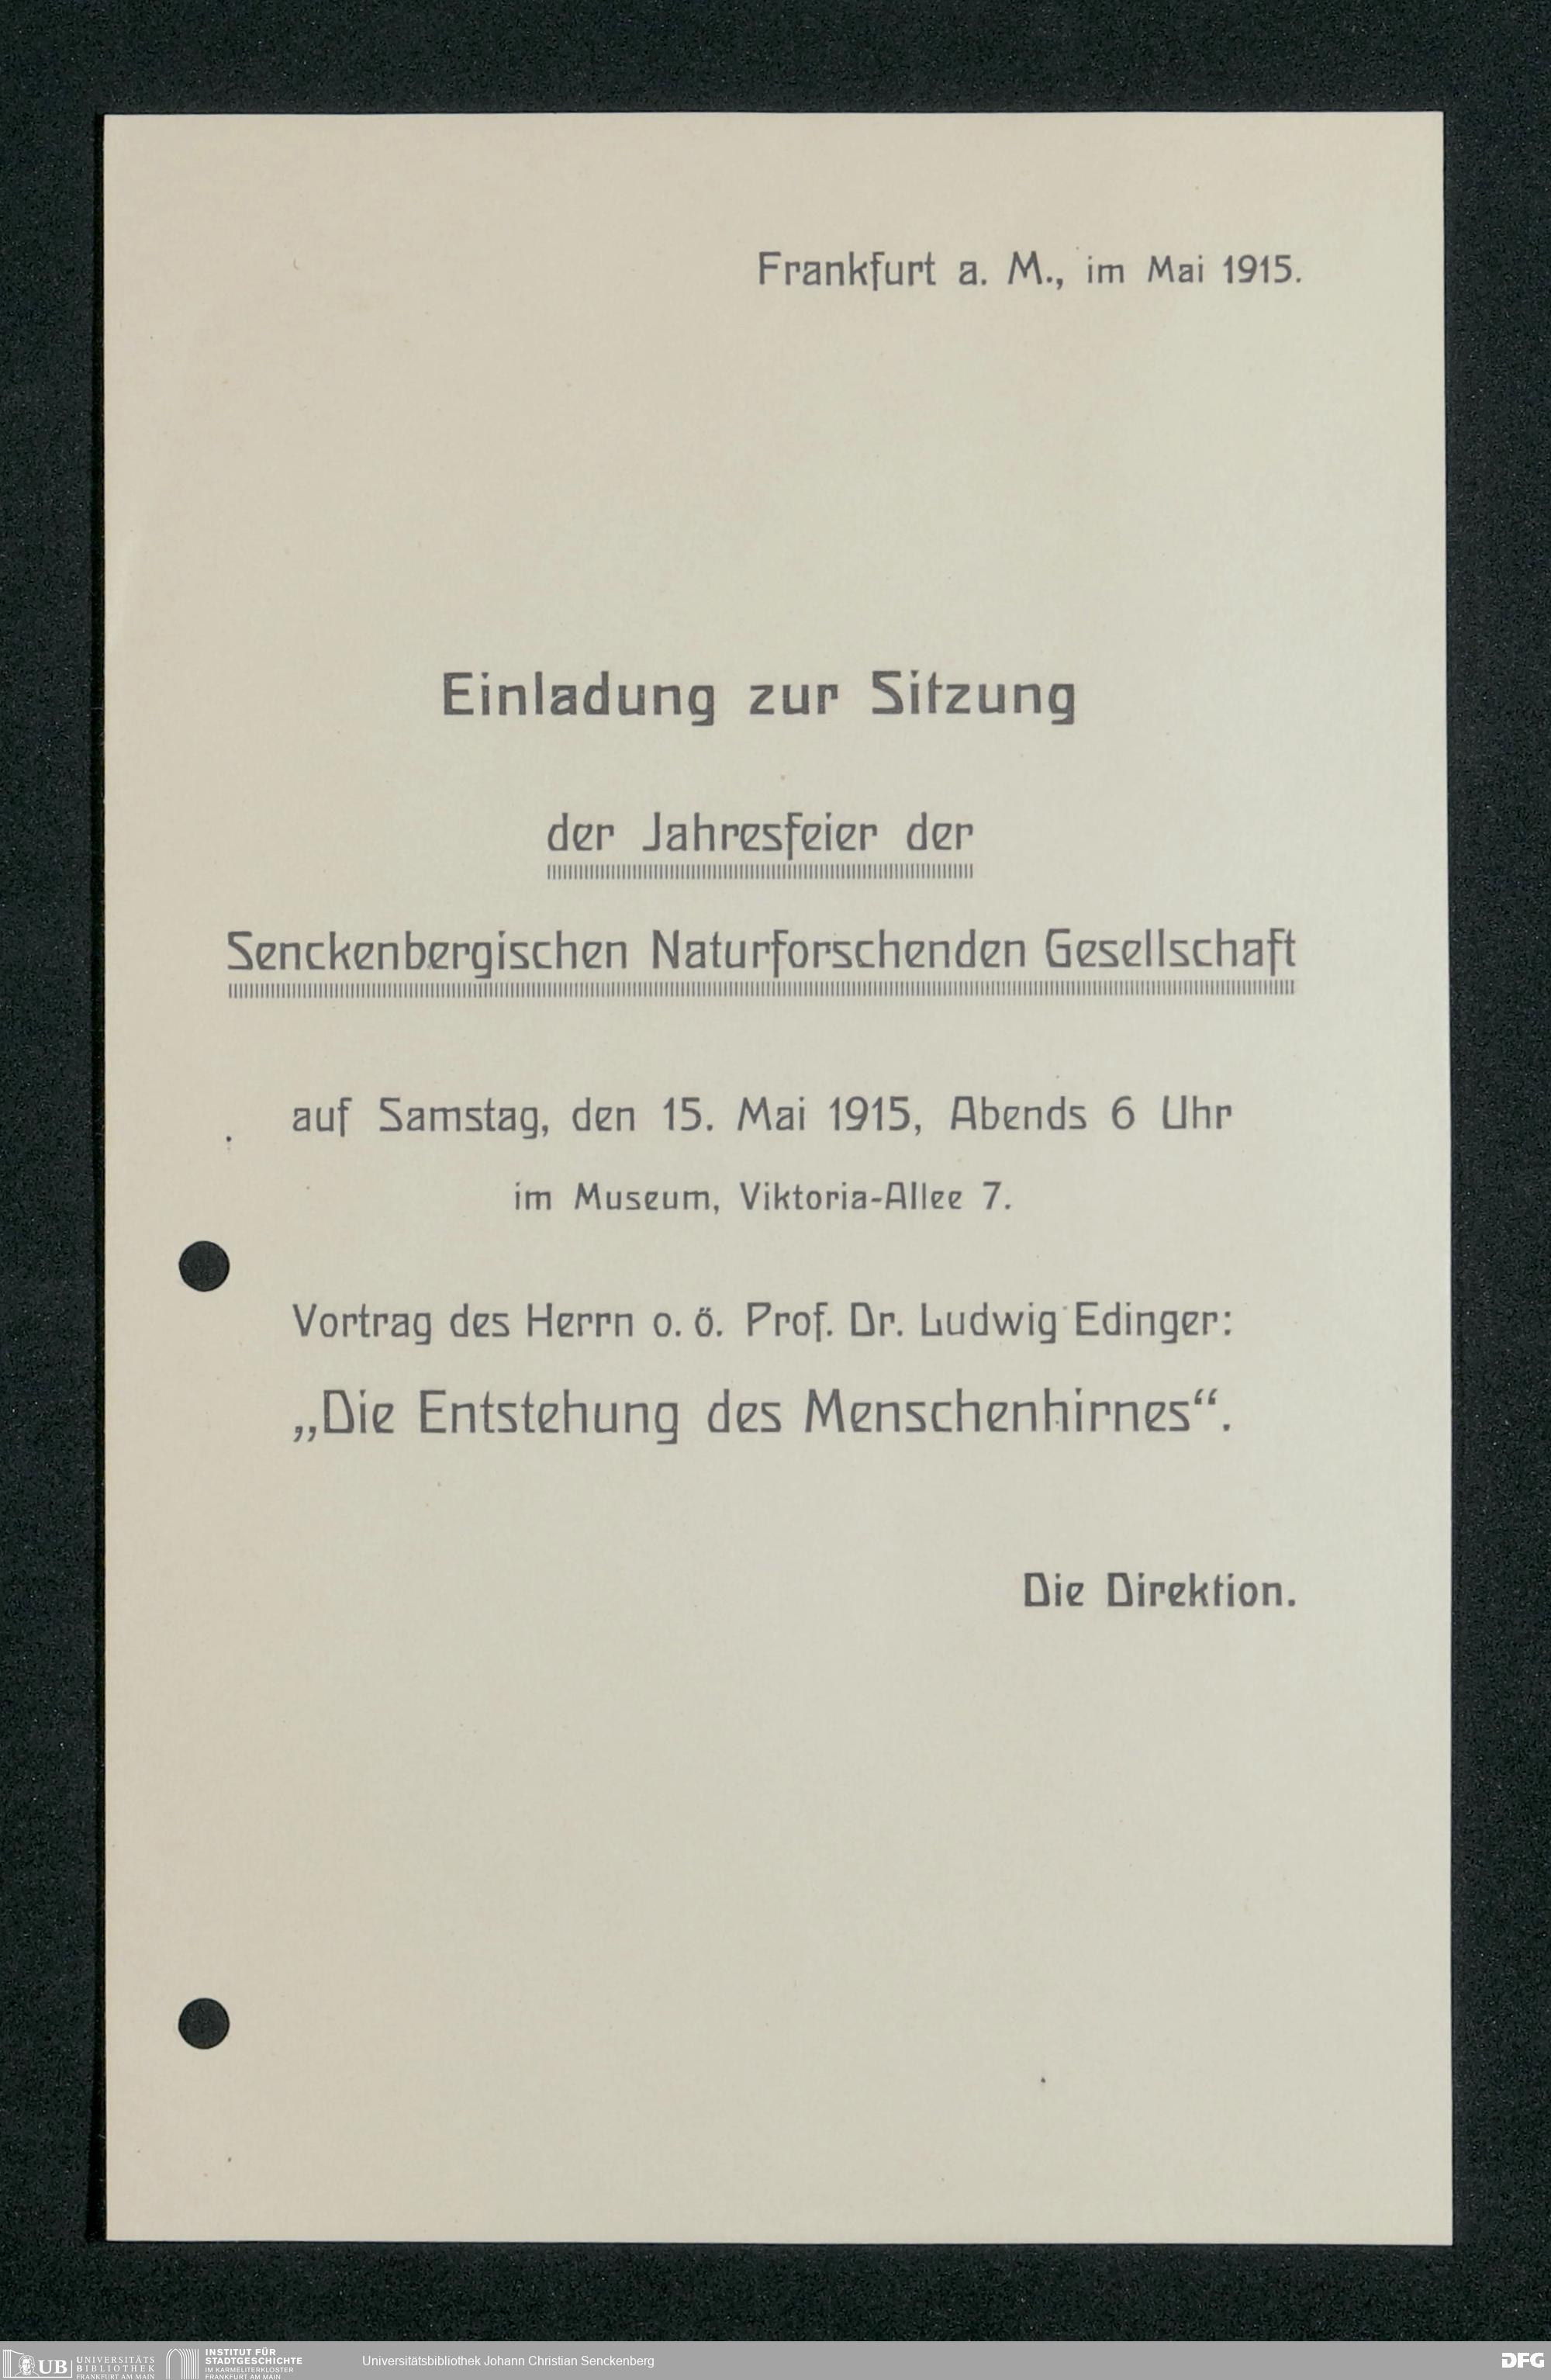 Frankfurt a. M., im Mai 1915.
Einladung zur Sitzung
der Jahresfeier der
Senckenbergischen Naturforschenden Gesellschaft
auf Samstag, den 15. Mai 1915, Abends 6 Uhr
im Museum, Viktoria-Allee 7.
Vortrag des Herrn o. ö. Prof. Dr. Ludwig Edinger:
„Die Entstehung des Menschenhirnes“.
Die Direktion.
UB UNIVERSITÄTS
BIBLIOTHEK
FRANKFURT AM MAIN
INSTITUT FÜR
STADTGESCHICHTE
IM KARMELITERKLOSTER
FRANKFURT AM MAIN
Universitätsbibliothek Johann Christian Senckenberg
DFG